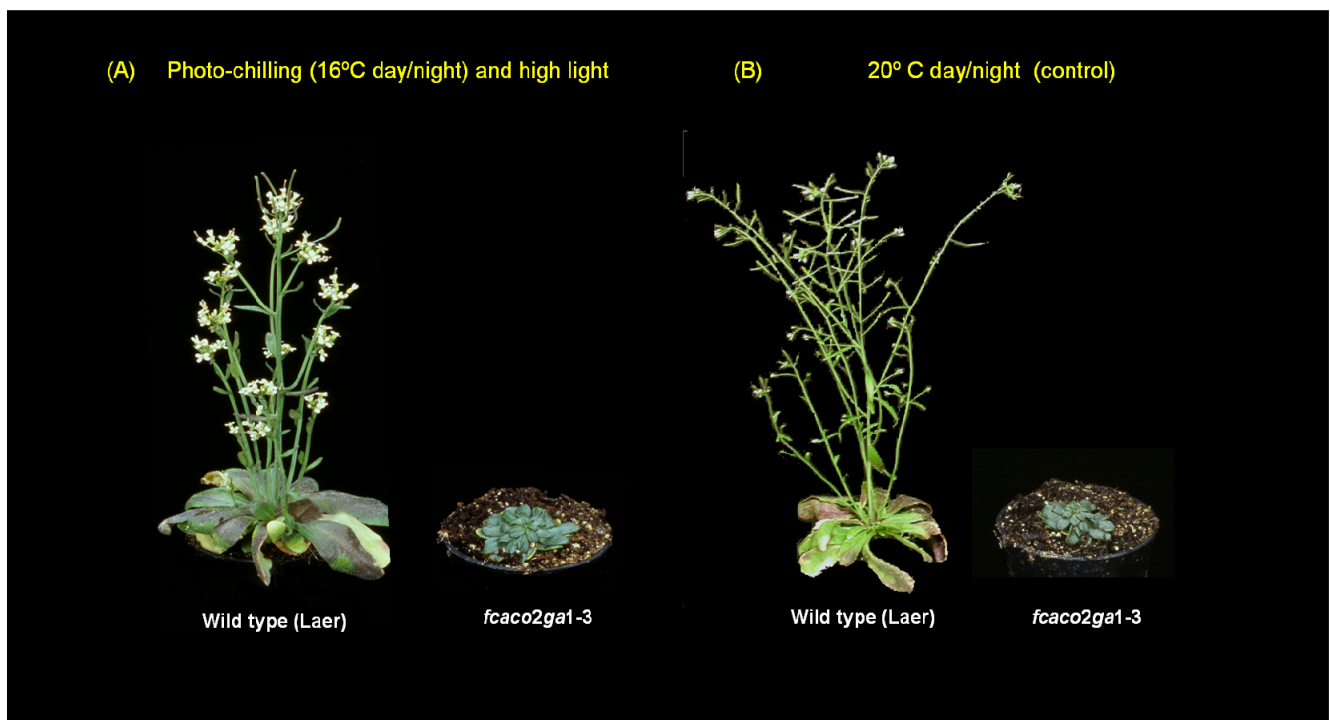 (A) Photo-chilling (16ºC day/night) and high light
(B) 20º C day/night (control)
Wild type (Laer)
fcaco2ga1-3
Wild type (Laer)
fcaco2ga1-3